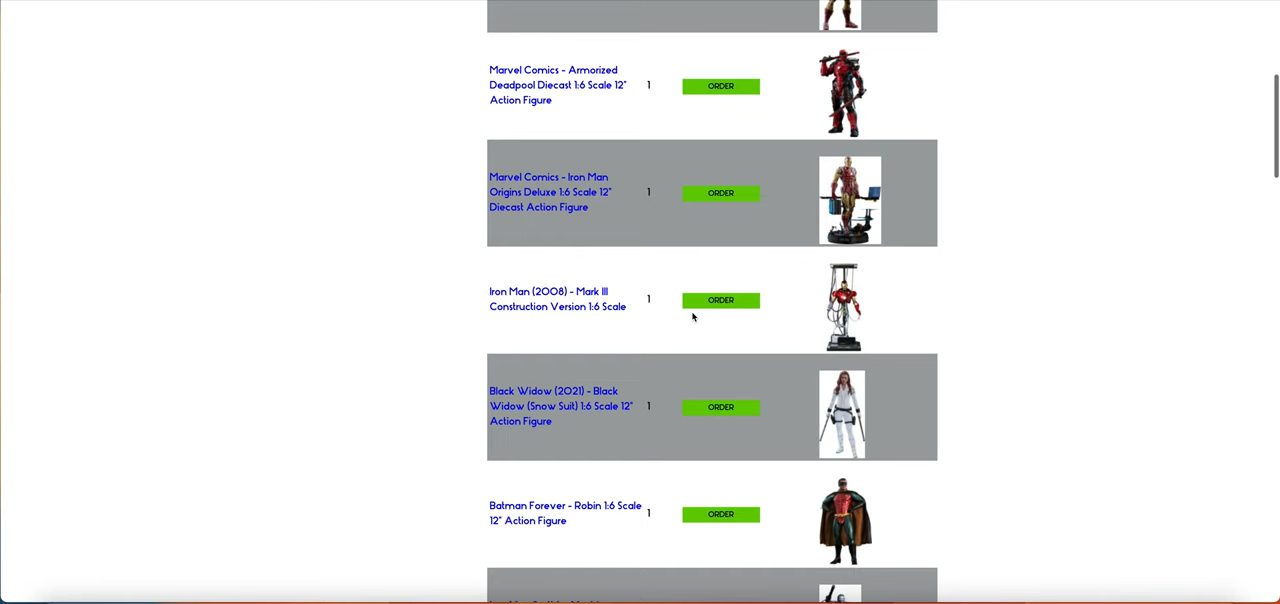 Marvel Comics - Armorized
Deadpool Diecast 1:6 Scale 12"
Action Figure
1
ORDER
Marvel Comics - Iron Man
Origins Deluxe 1:6 Scale 12"
Diecast Action Figure
1
ORDER
Iron Man (2008) - Mark III
Construction Version 1:6 Scale
1
ORDER
Black Widow (2021) - Black
Widow (Snow Suit) 1:6 Scale 12"
Action Figure
1
ORDER
Batman Forever - Robin 1:6 Scale
12" Action Figure
1
ORDER